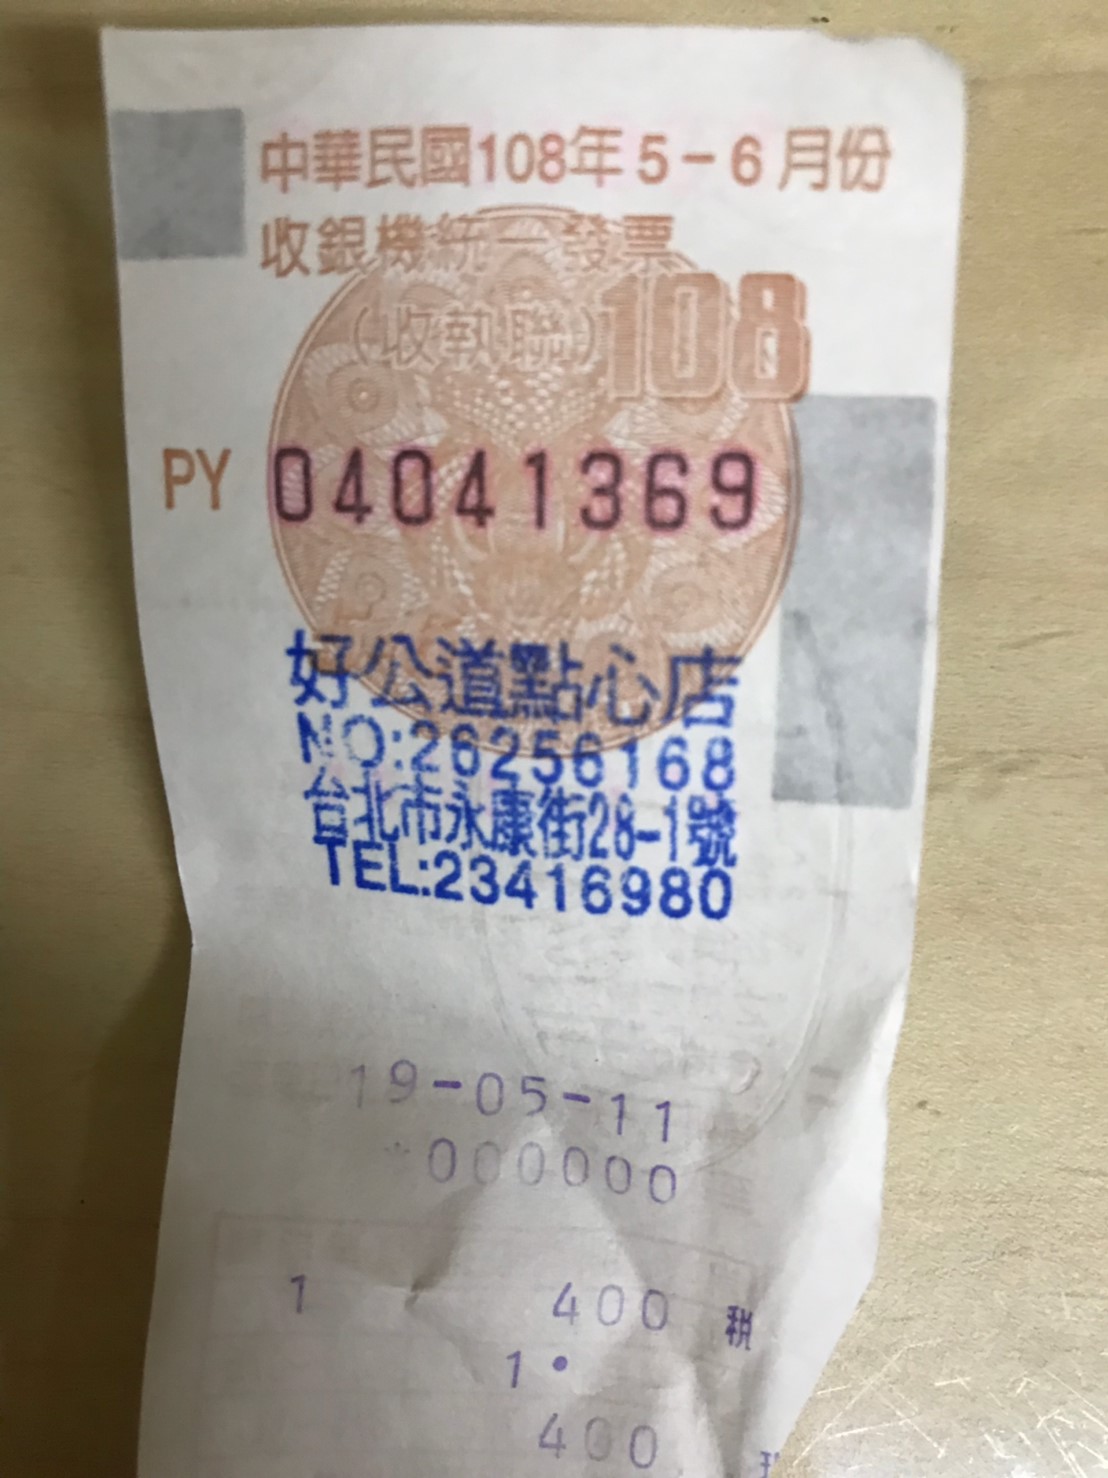 中華民國108年5-6月份
收銀機統一發票
(收執聯)108
PY 04041369
好公道點心店
NO:26256168
台北市永康街28-1號
TEL:23416980
19-05-11
000000
1 400 稅
1•
400